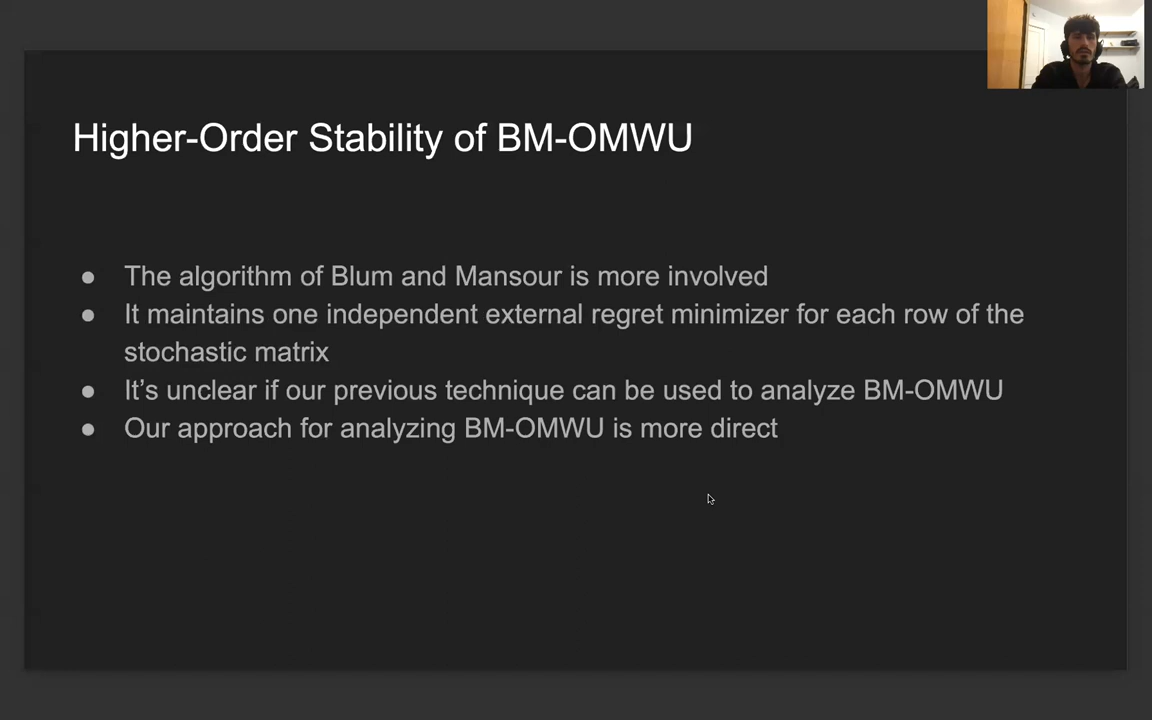 Higher-Order Stability of BM-OMWU
● The algorithm of Blum and Mansour is more involved
● It maintains one independent external regret minimizer for each row of the
stochastic matrix
● It’s unclear if our previous technique can be used to analyze BM-OMWU
● Our approach for analyzing BM-OMWU is more direct